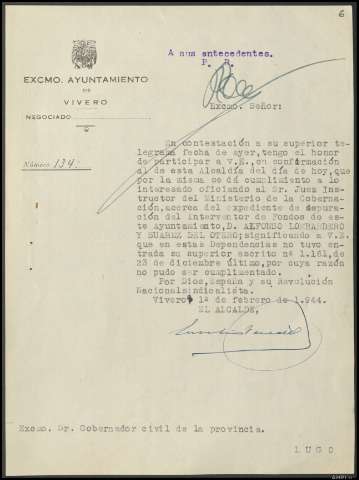 6
A sus antecedentes.
P. D.
EXCMO. AYUNTAMIENTO
DE
VIVERO
NEGOCIADO
Excmo. Señor:
Número 134.
En contestación a su superior te-
legrama fecha de ayer, tengo el honor
de participar a V.E., en confirmación
al de esta Alcaldía del día de hoy, que
por la misma se dió cumplimiento a lo
interesado oficiando al Sr. Juez Ins-
tructor del Ministerio de la Goberna-
ción, acerca del expediente de depura-
ción del Interventor de Fondos de es-
te ayuntamiento, D. ALFONSO
Y SUAREZ DEL OTERO; significando a V.E.
que en estas Dependencias no tuvo en-
trada su superior escrito nº 1.161, de
23 de diciembre último, por cuya razón
no pudo ser cumplimentado.
Por Dios, España y su Revolución
Nacionalsindicalista.
Vivero 1º de febrero de 1.944.
EL ALCALDE,
Excmo. Sr. Gobernador civil de la provincia.
LUGO